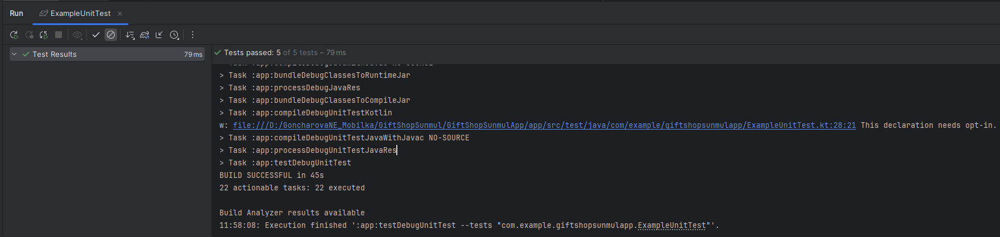 Run
ExampleUnitTest
Test Results 79 ms
Tests passed: 5 of 5 tests – 79 ms
> Task :app:bundleDebugClassesToRuntimeJar
> Task :app:processDebugJavaRes
> Task :app:bundleDebugClassesToCompileJar
> Task :app:compileDebugUnitTestKotlin
w: file:///D:/GoncharovaNE_Mobilka/GiftShopSunmul/GiftShopSunmulApp/app/src/test/java/com/example/giftshopsunmulapp/ExampleUnitTest.kt:28:21 This declaration needs opt-in.
> Task :app:compileDebugUnitTestJavaWithJavac NO-SOURCE
> Task :app:processDebugUnitTestJavaRes
> Task :app:testDebugUnitTest
BUILD SUCCESSFUL in 45s
22 actionable tasks: 22 executed
Build Analyzer results available
11:58:08: Execution finished ':app:testDebugUnitTest --tests "com.example.giftshopsunmulapp.ExampleUnitTest"'.